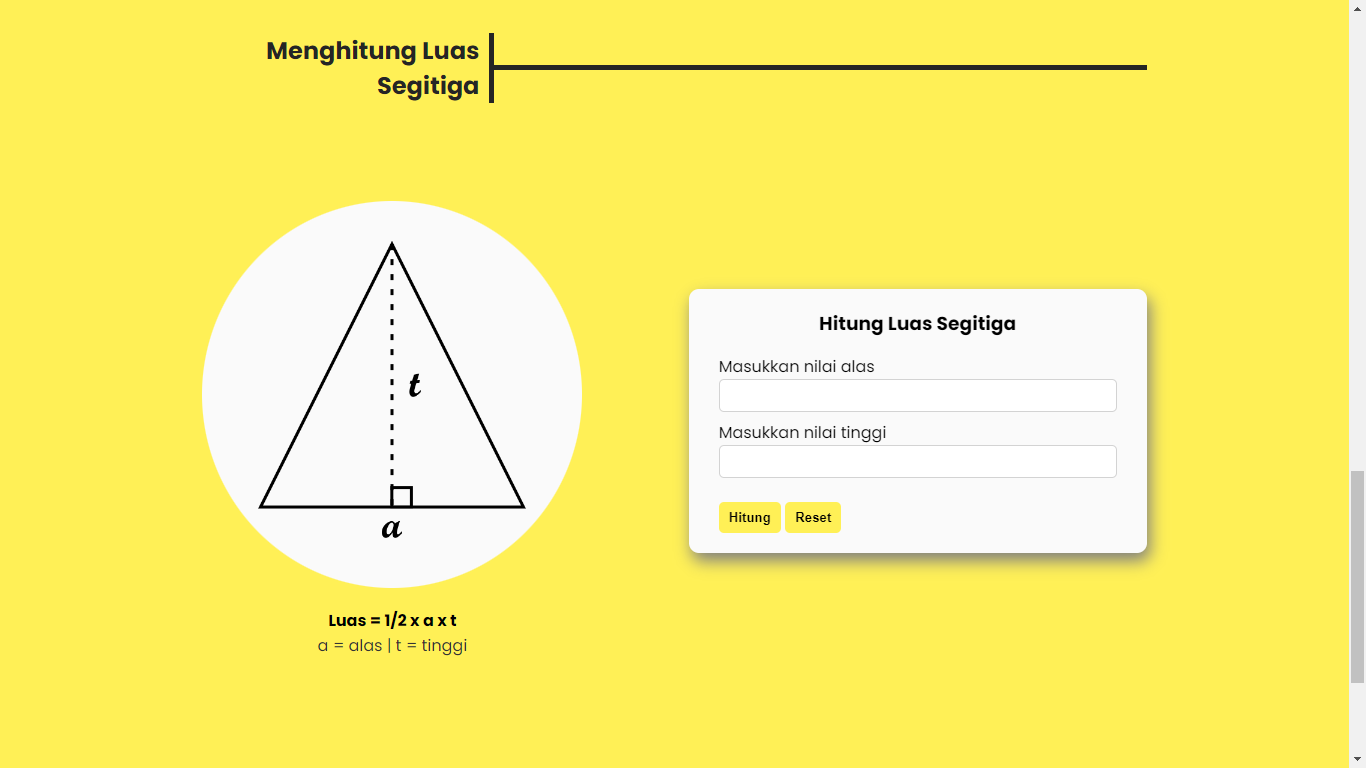 Menghitung Luas
Segitiga
t
a
Luas = 1/2 x a x t
a = alas | t = tinggi
Hitung Luas Segitiga
Masukkan nilai alas
Masukkan nilai tinggi
Hitung Reset